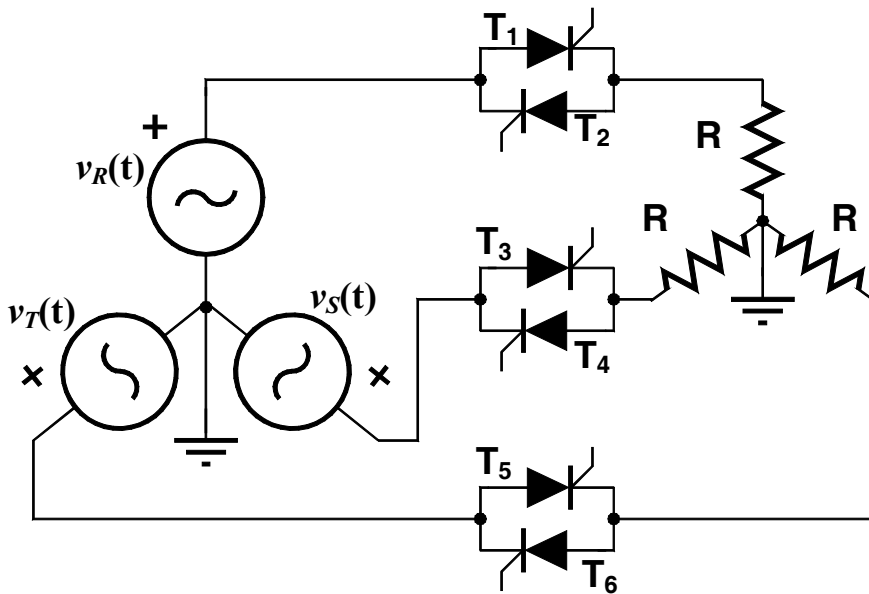 T1
+
T2
R
vR(t)
R
R
T3
vS(t)
vT(t)
T4
+
+
T5
T6